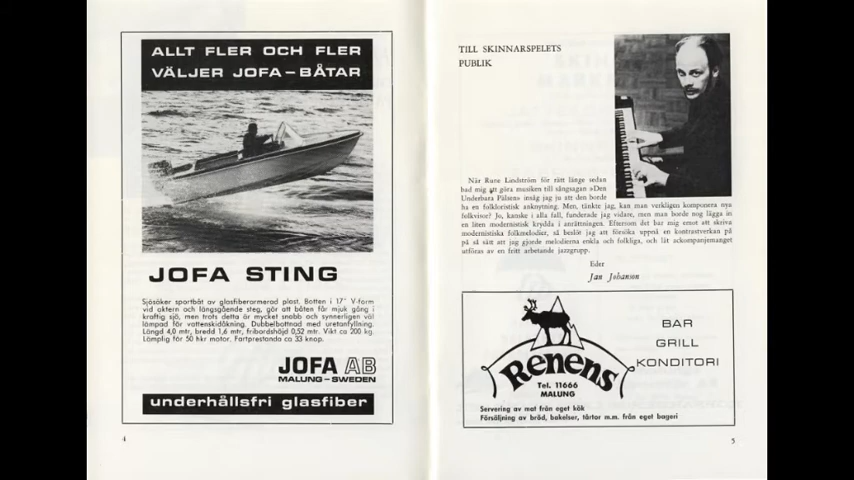 ALLT FLER OCH FLER
VÄLJER JOFA-BÅTAR
JOFA STING
Sjösäker sportbåt av glasfiberarmerad plast. Botten i 17° V-form
vid aktern och långsgående steg, gör att båten får mjuk gång i
kraftig sjö, men trots detta är mycket snabb och synnerligen väl
lämpad för vattenskidåkning. Dubbelbottnad med uretanfyllning.
Längd 4,0 mtr, bredd 1,6 mtr, fribordshöjd 0,52 mtr. Vikt ca 200 kg.
Lämplig för 50 hkr motor. Fartprestanda ca 33 knop.
JOFA AB
MALUNG-SWEDEN
underhållsfri glasfiber
4
TILL SKINNARSPELETS
PUBLIK
När Rune Lindström för rätt länge sedan
bad mig att göra musiken till sångsagan »Den
Underbara Pälsen» insåg jag ju att den borde
ha en folkloristisk anknytning. Men, tänkte jag, kan man verkligen komponera nya
folkvisor? Jo, kanske i alla fall, funderade jag vidare, men man borde nog lägga in
en liten modernistisk krydda i anrättningen. Eftersom det bar mig emot att skriva
modernistiska folkmelodier, så beslöt jag att försöka uppnå en kontrastverkan på
på så sätt att jag gjorde melodierna enkla och folkliga, och lät ackompanjemanget
utföras av en fritt arbetande jazzgrupp.
Eder
Jan Johanson
Renens
Tel. 11666
MALUNG
BAR
GRILL
KONDITORI
Servering av mat från eget kök
Försäljning av bröd, bakelser, tårtor m.m. från eget bageri
5